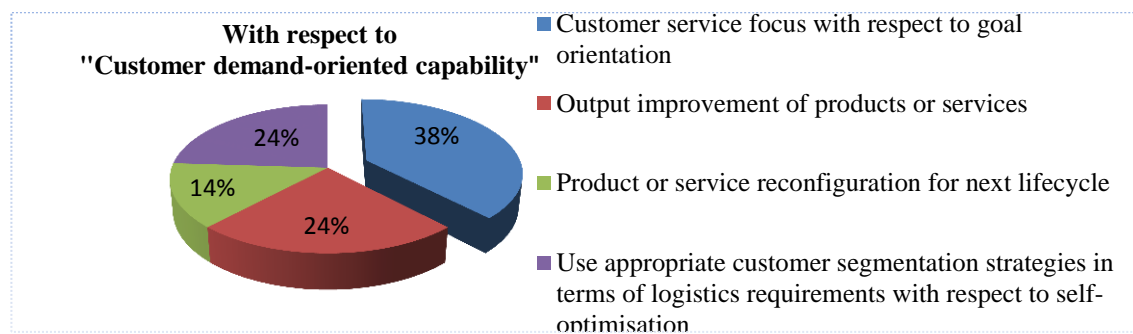 With respect to
"Customer demand-oriented capability"
38%
24%
14%
24%
Customer service focus with respect to goal
orientation
Output improvement of products or services
Product or service reconfiguration for next lifecycle
Use appropriate customer segmentation strategies in
terms of logistics requirements with respect to self-
optimisation